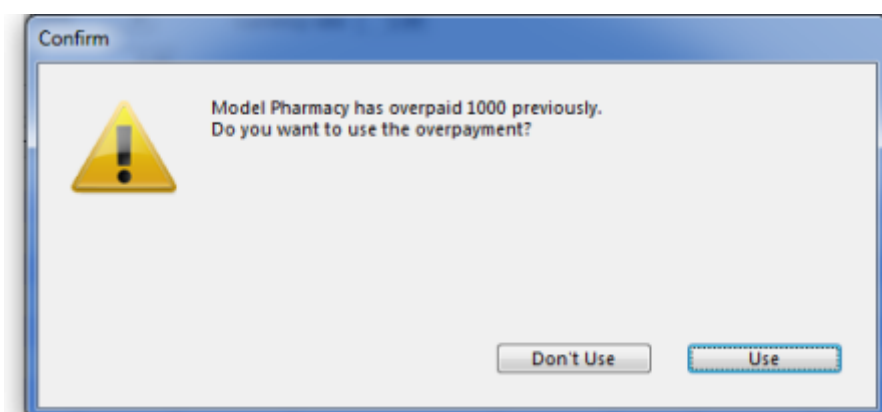 Confirm
Model Pharmacy has overpaid 1000 previously.
Do you want to use the overpayment?
Don't Use
Use